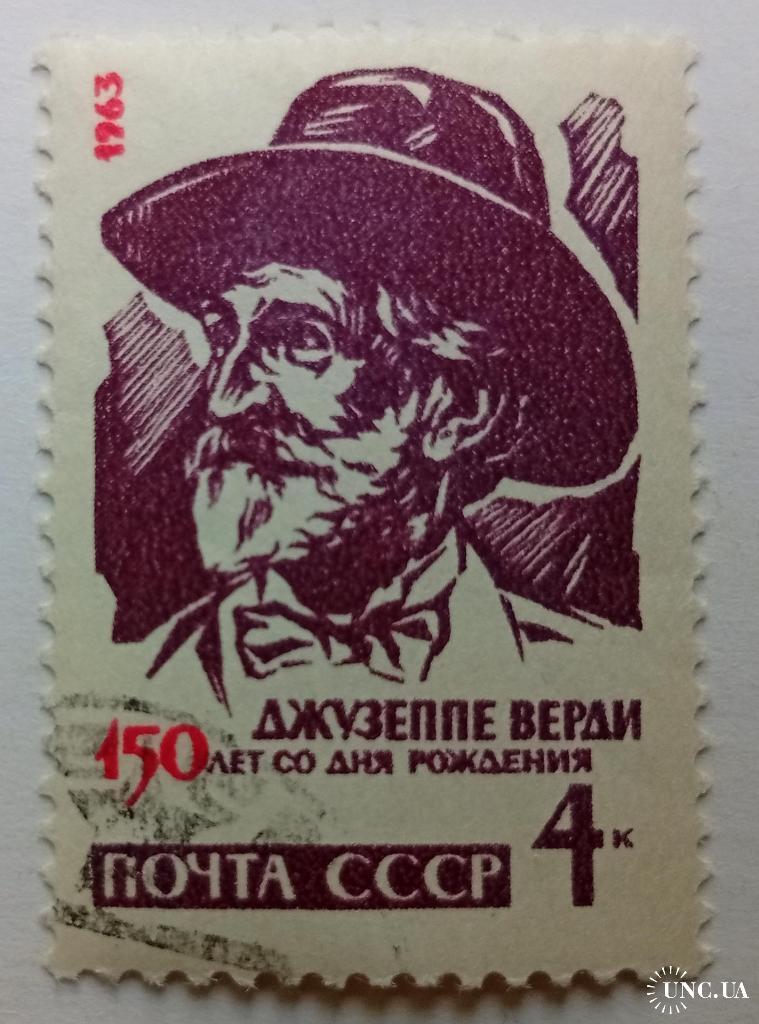 1963
ДЖУЗЕППЕ ВЕРДИ
150 ЛЕТ СО ДНЯ РОЖДЕНИЯ
4 К
ПОЧТА СССР
UNC.UA